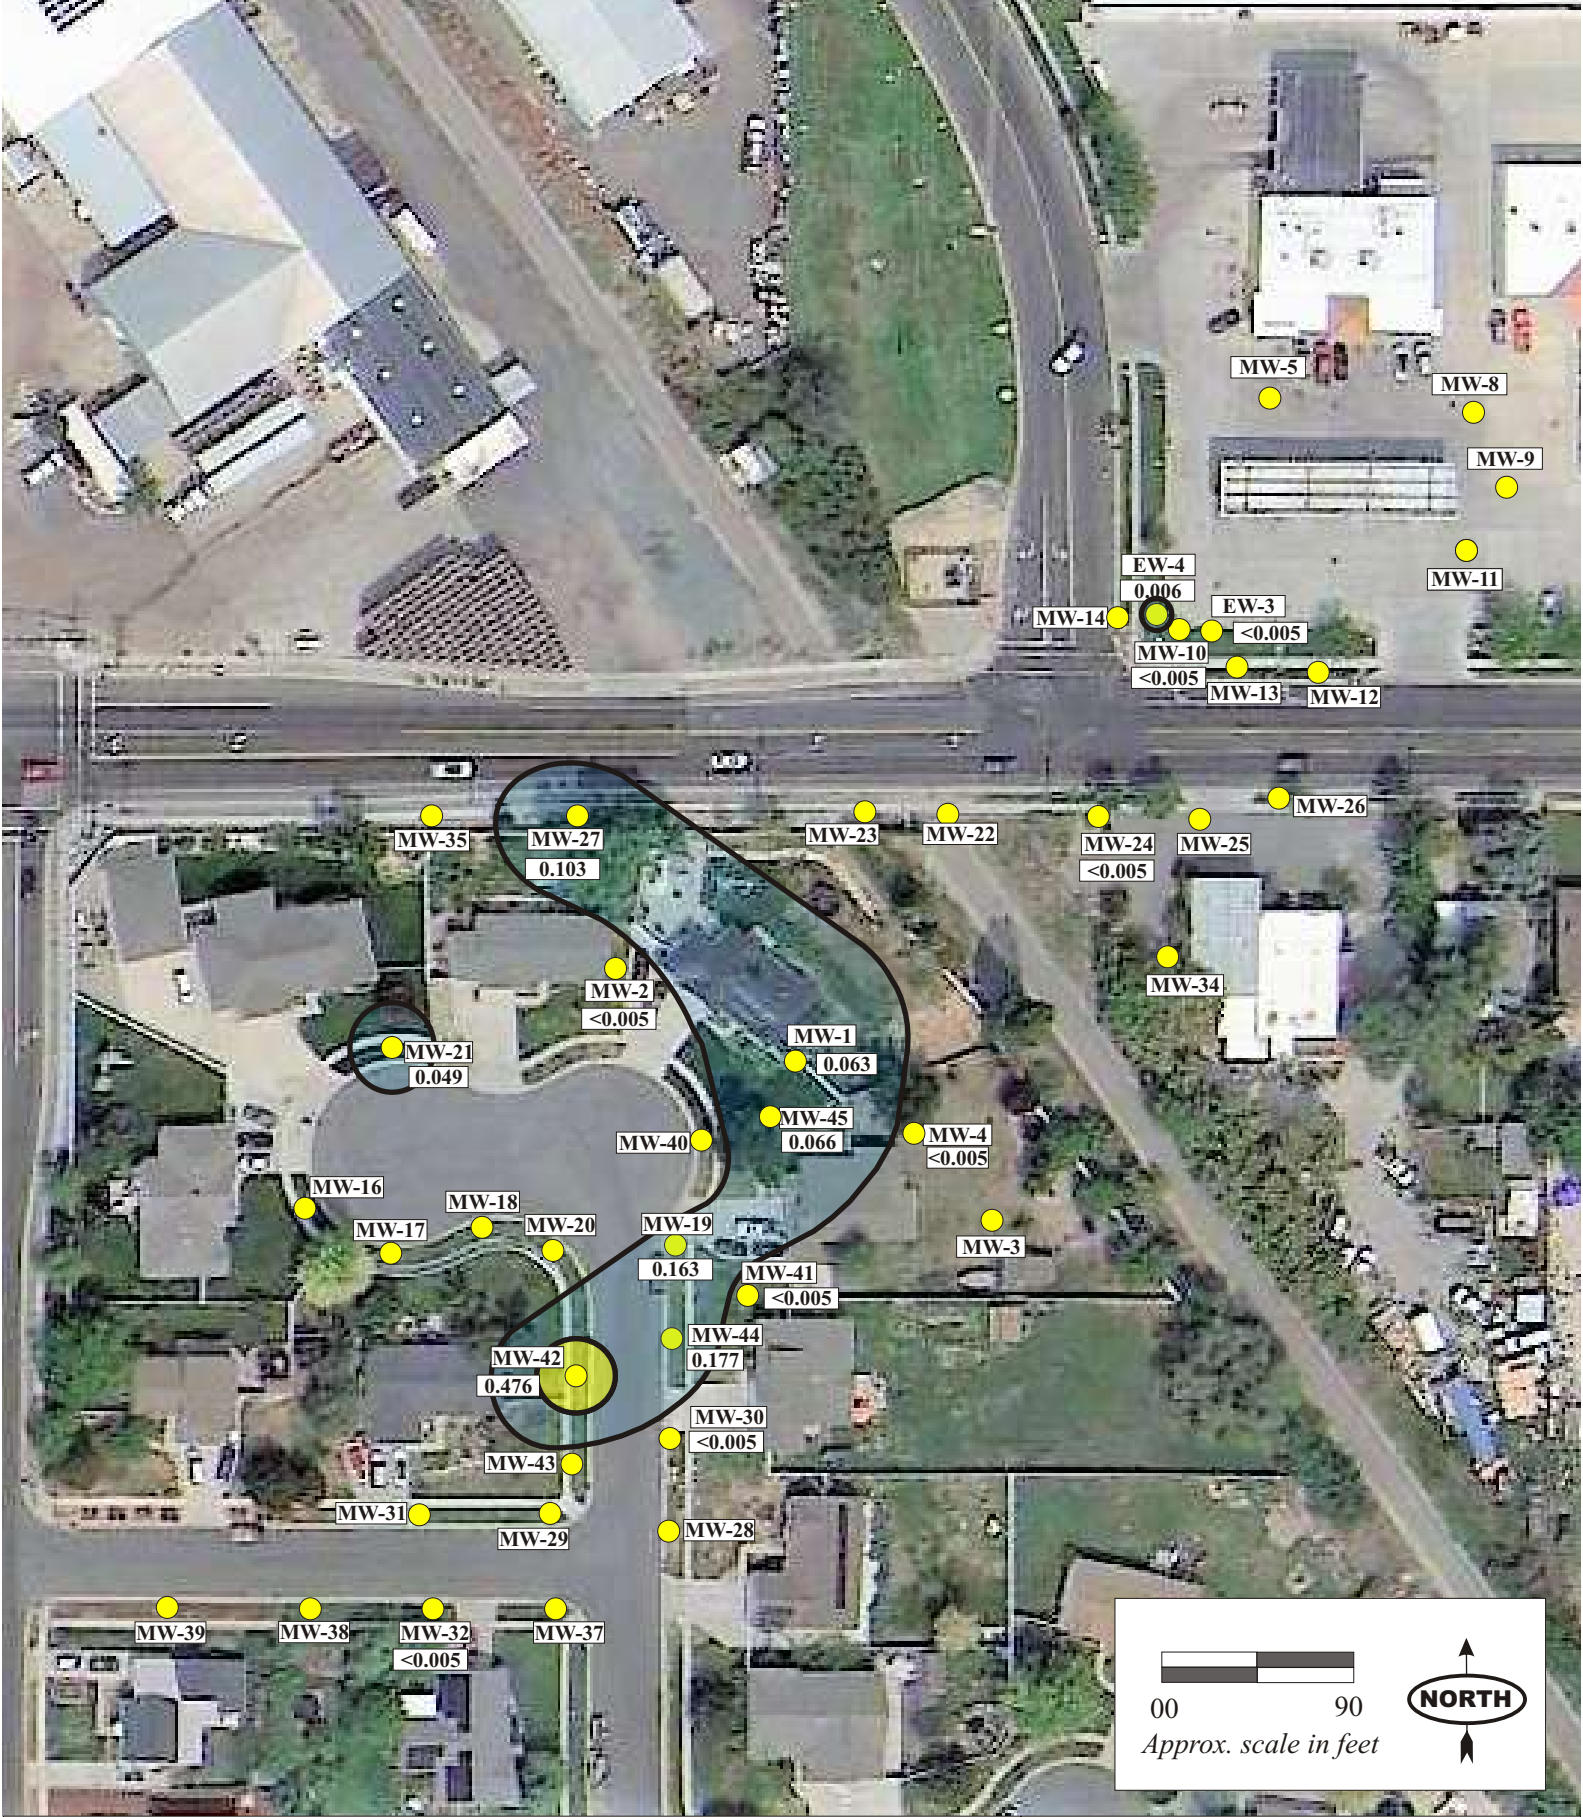 MW-5
MW-8
MW-9
MW-11
EW-4
0.006
MW-14
EW-3
<0.005
MW-10
<0.005
MW-13
MW-12
MW-35
MW-27
0.103
MW-23
MW-22
MW-24
<0.005
MW-25
MW-26
MW-2
<0.005
MW-34
MW-21
0.049
MW-1
0.063
MW-45
0.066
MW-40
MW-4
<0.005
MW-16
MW-17
MW-18
MW-20
MW-19
0.163
MW-3
MW-41
<0.005
MW-44
0.177
MW-42
0.476
MW-30
<0.005
MW-43
MW-31
MW-29
MW-28
MW-39
MW-38
MW-32
<0.005
MW-37
00 90
Approx. scale in feet
NORTH